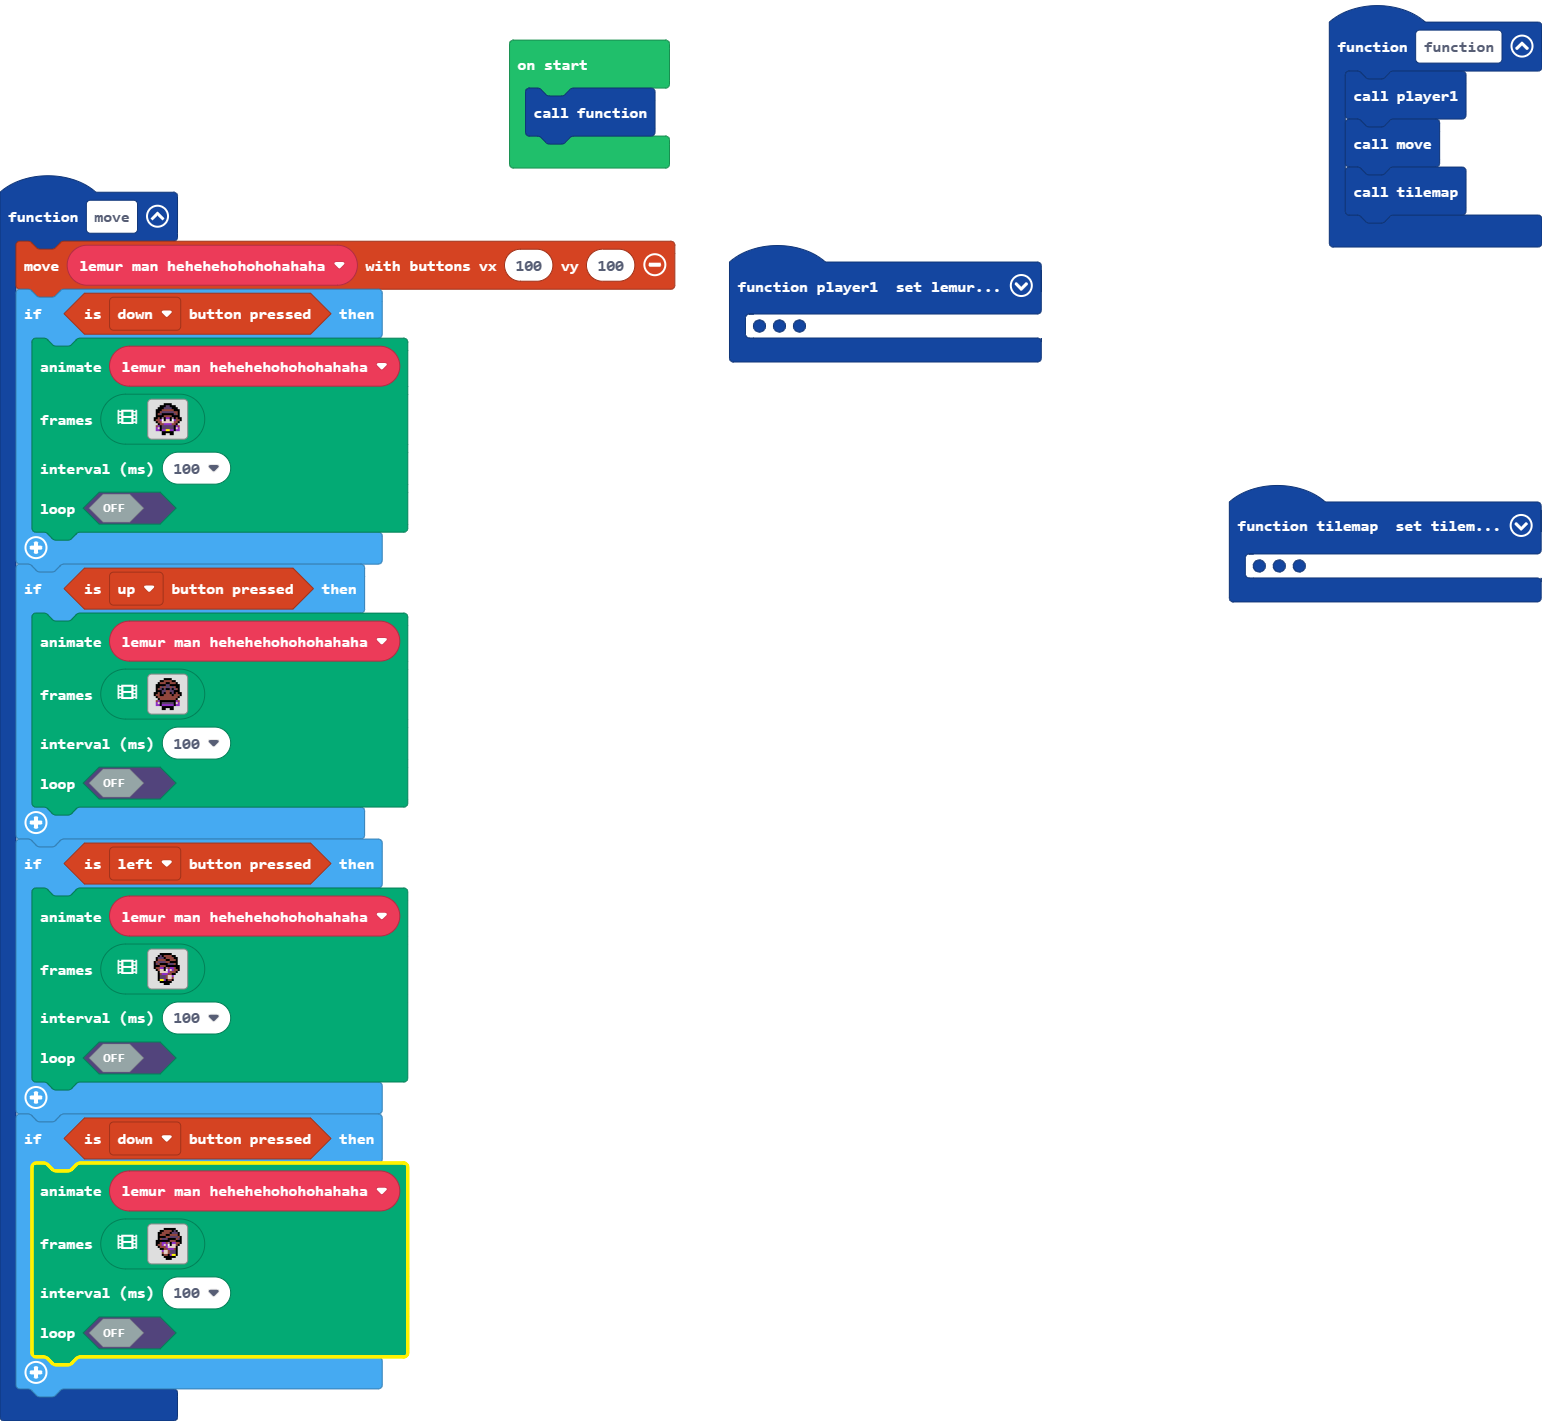 on start
call function
function move
move lemur man hehehehohohohahaha with buttons vx 100 vy 100
if is down button pressed then
animate lemur man hehehehohohohahaha
frames
interval (ms) 100
loop OFF
if is up button pressed then
animate lemur man hehehehohohohahaha
frames
interval (ms) 100
loop OFF
if is left button pressed then
animate lemur man hehehehohohohahaha
frames
interval (ms) 100
loop OFF
if is down button pressed then
animate lemur man hehehehohohohahaha
frames
interval (ms) 100
loop OFF
function player1 set lemur...
function function
call player1
call move
call tilemap
function tilemap set tilem...